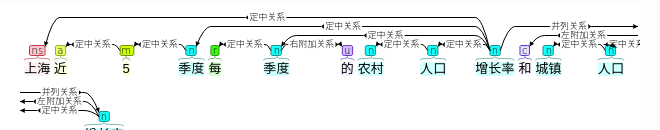 定中关系
定中关系 并列关系
定中关系 左附加关系
定中关系 定中关系 定中关系 右附加关系 定中关系 定中关系 定中关系 定中关
ns a m n r n u n n n c n n
上海 近 5 季度 每 季度 的 农村 人口 增长率 和 城镇 人口
并列关系
左附加关系
定中关系
n